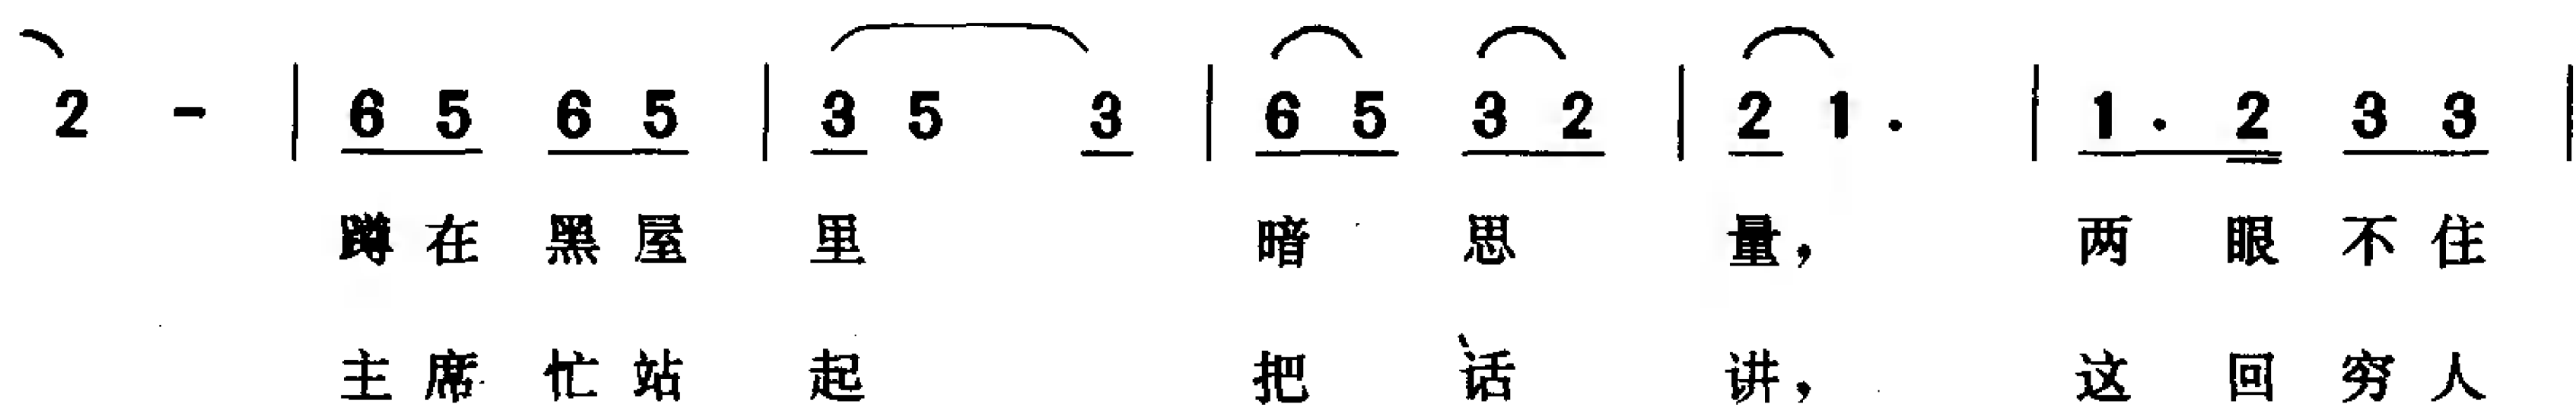 2 - | 6 5 6 5 | 3 5 3 | 6 5 3 2 | 2 1 . | 1 . 2 3 3 |
蹲在黑屋里 暗思量，两眼不住
主席忙站起 把话讲，这回穷人